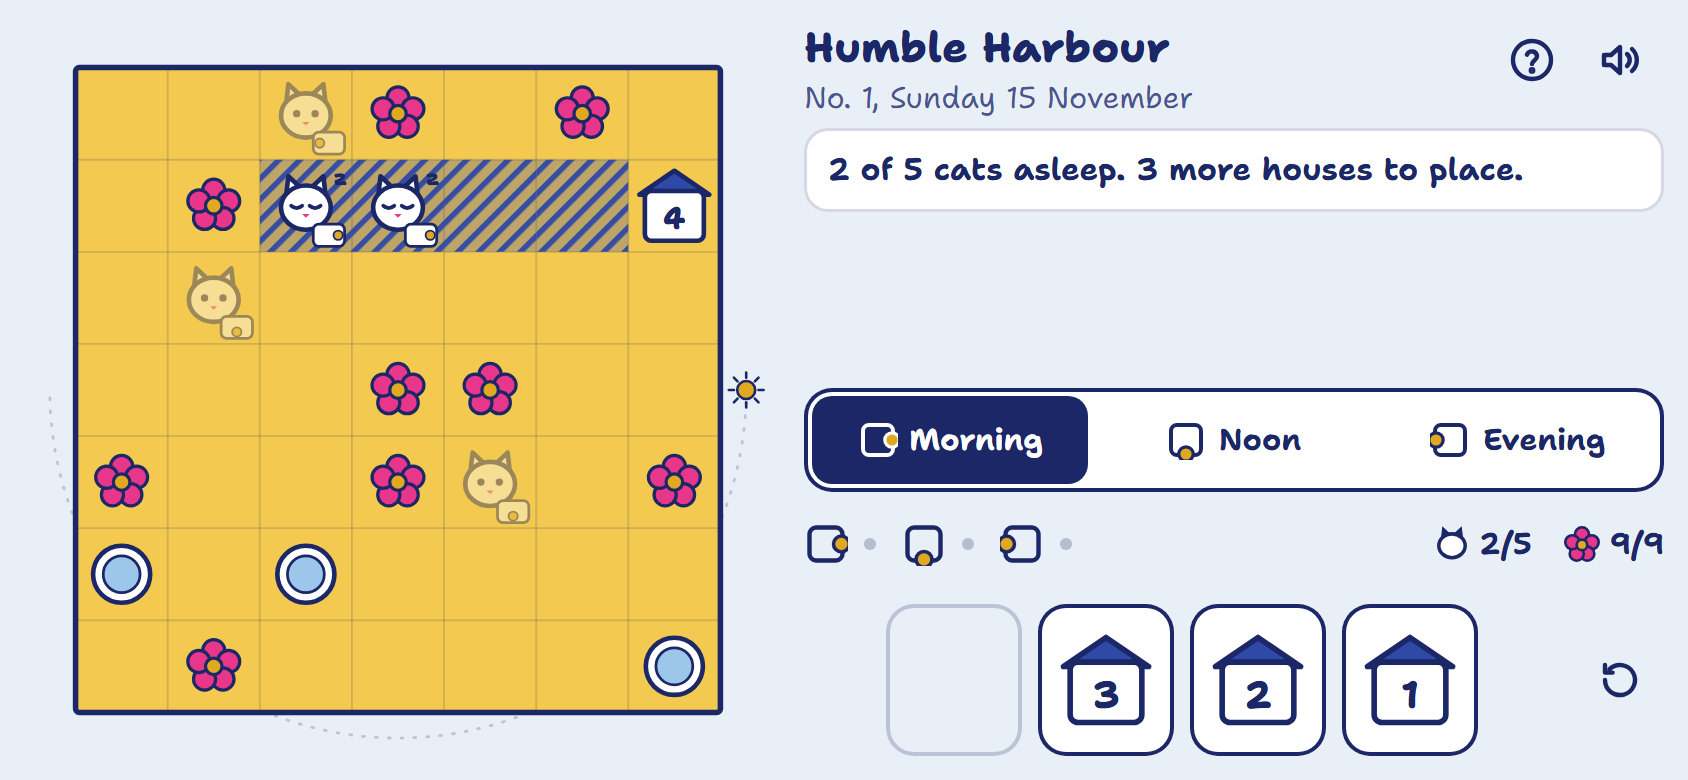 Humble Harbour
No. 1, Sunday 15 November
2 of 5 cats asleep. 3 more houses to place.
z z
4
Morning Noon Evening
2/5 9/9
3 2 1